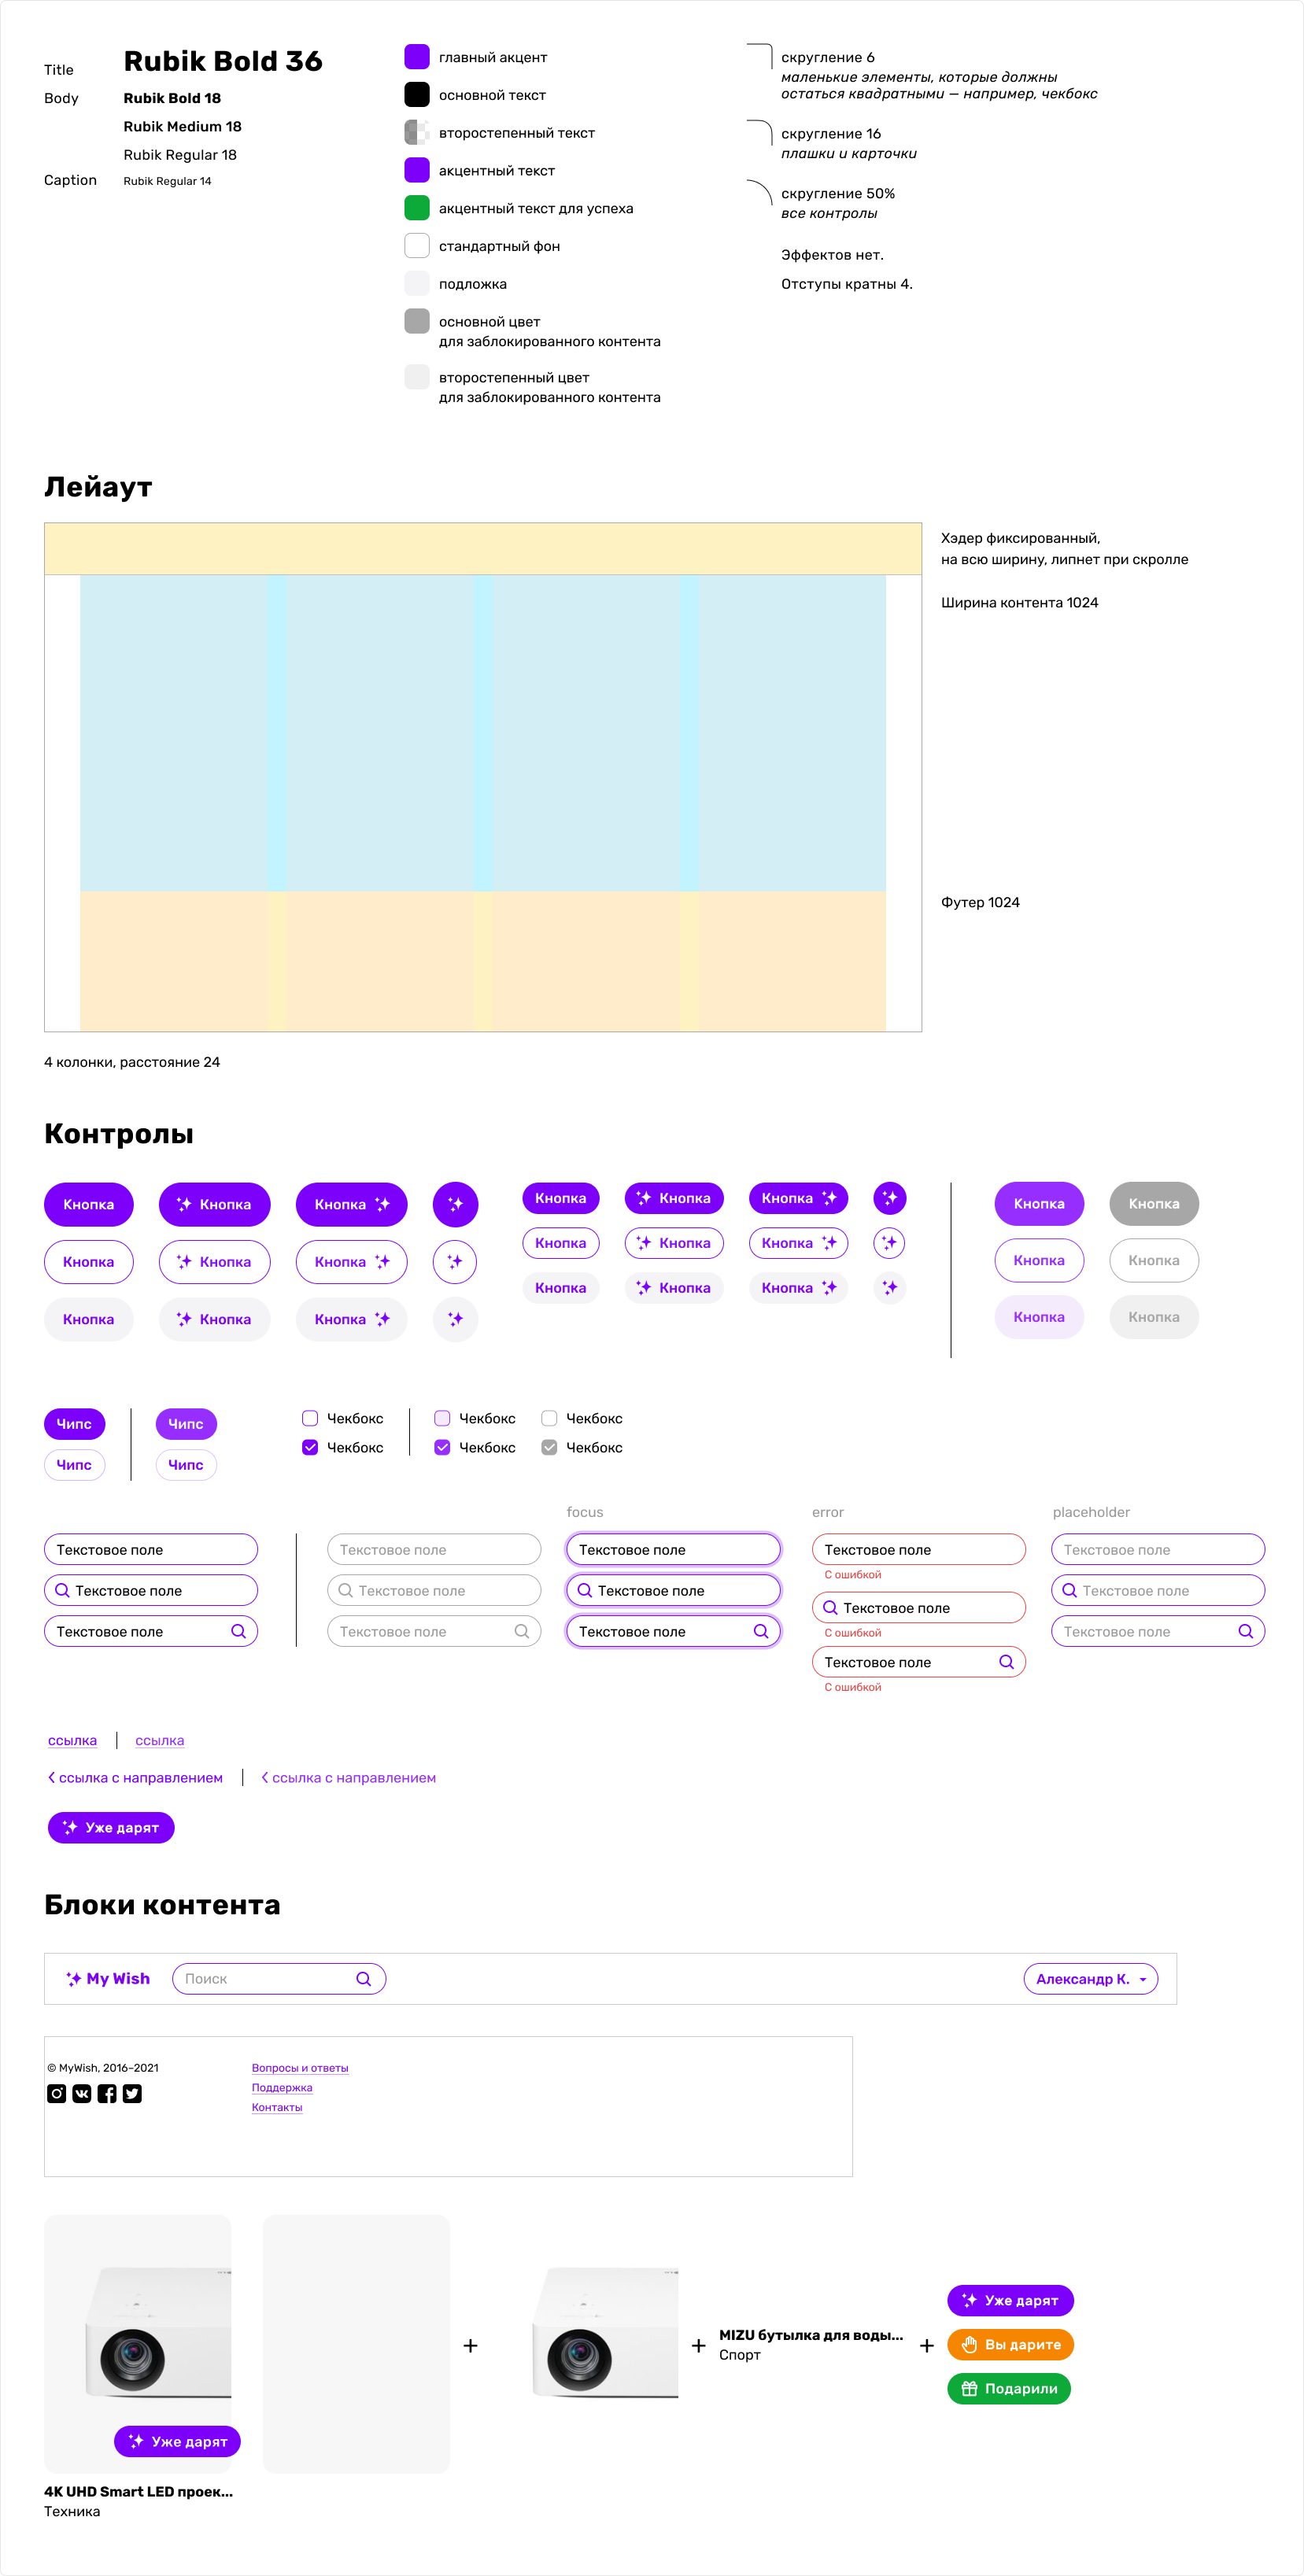 Title
Rubik Bold 36
Body
Rubik Bold 18
Rubik Medium 18
Rubik Regular 18
Caption
Rubik Regular 14
главный акцент
основной текст
второстепенный текст
акцентный текст
акцентный текст для успеха
стандартный фон
подложка
основной цвет
для заблокированного контента
второстепенный цвет
для заблокированного контента
скругление 6
маленькие элементы, которые должны
остаться квадратными — например, чекбокс
скругление 16
плашки и карточки
скругление 50%
все контролы
Эффектов нет.
Отступы кратны 4.
Лейаут
Хэдер фиксированный,
на всю ширину, липнет при скролле
Ширина контента 1024
Футер 1024
4 колонки, расстояние 24
Контролы
Кнопка Кнопка Кнопка Кнопка Кнопка Кнопка Кнопка Кнопка
Кнопка Кнопка Кнопка Кнопка Кнопка Кнопка Кнопка Кнопка
Кнопка Кнопка Кнопка Кнопка Кнопка Кнопка Кнопка Кнопка
Чипс Чипс Чекбокс Чекбокс Чекбокс
Чипс Чипс Чекбокс Чекбокс Чекбокс
focus error placeholder
Текстовое поле Текстовое поле Текстовое поле Текстовое поле Текстовое поле
С ошибкой
Текстовое поле Текстовое поле Текстовое поле Текстовое поле Текстовое поле
С ошибкой
Текстовое поле Текстовое поле Текстовое поле Текстовое поле Текстовое поле
С ошибкой
ссылка ссылка
ссылка с направлением ссылка с направлением
Уже дарят
Блоки контента
My Wish Поиск Александр К.
© MyWish, 2016–2021
Вопросы и ответы
Поддержка
Контакты
Уже дарят
4K UHD Smart LED проек...
Техника
MIZU бутылка для воды...
Спорт
Уже дарят
Вы дарите
Подарили